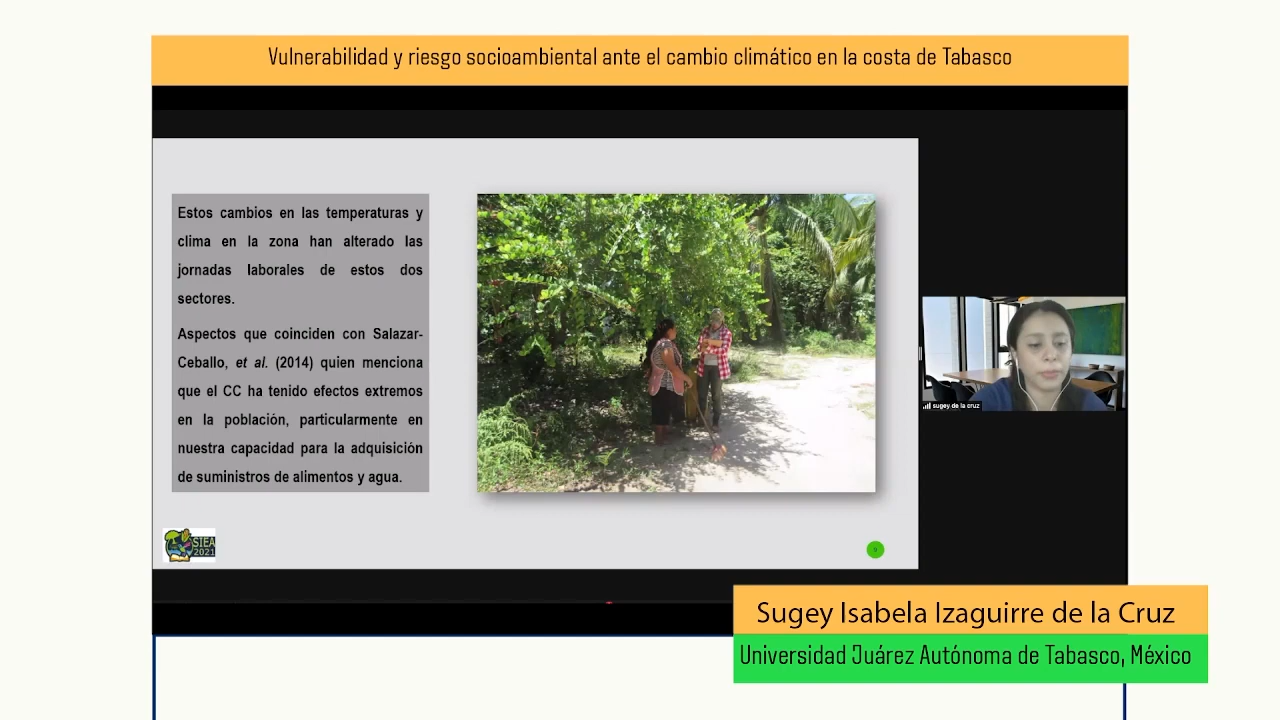 Vulnerabilidad y riesgo socioambiental ante el cambio climático en la costa de Tabasco
Estos cambios en las temperaturas y
clima en la zona han alterado las
jornadas laborales de estos dos
sectores.
Aspectos que coinciden con Salazar-
Ceballo, et al. (2014) quien menciona
que el CC ha tenido efectos extremos
en la población, particularmente en
nuestra capacidad para la adquisición
de suministros de alimentos y agua.
SIEA
2021
sugey de la cruz
Sugey Isabela Izaguirre de la Cruz
Universidad Juárez Autónoma de Tabasco, México